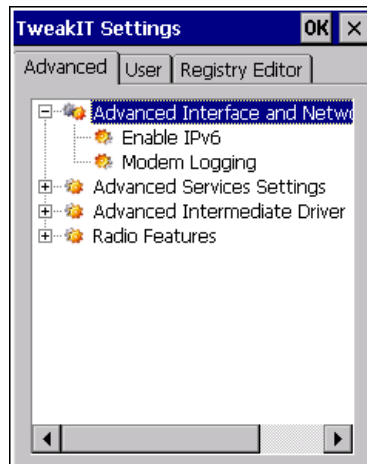 TweakIT Settings OK ×
Advanced User Registry Editor
Advanced Interface and Netwo
Enable IPv6
Modem Logging
Advanced Services Settings
Advanced Intermediate Driver
Radio Features